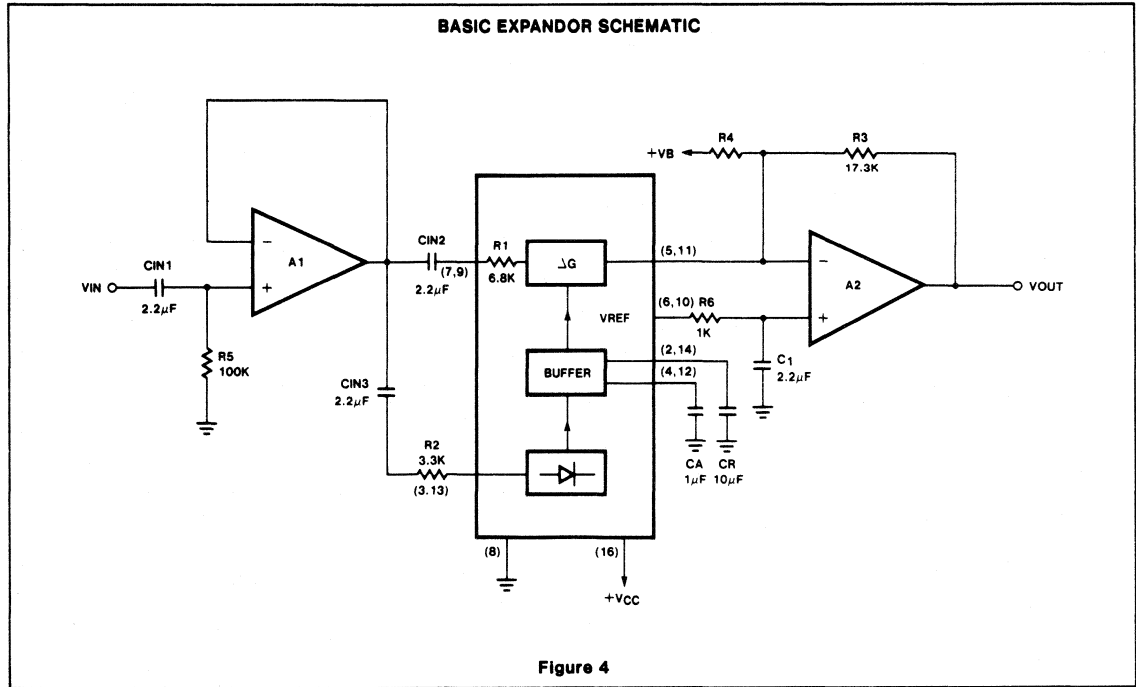 BASIC EXPANDOR SCHEMATIC
R4
R3
+VB
17.3K
−
A1
+
CIN1
VIN
2.2μF
R5
100K
CIN2
(7,9)
2.2μF
R1
6.8K
ΔG
(5,11)
−
A2
+
VOUT
VREF
(6,10) R6
1K
C1
2.2μF
BUFFER
(2,14)
(4,12)
CIN3
2.2μF
R2
3.3K
(3.13)
CA
1μF
CR
10μF
(8)
(16)
+VCC
Figure 4